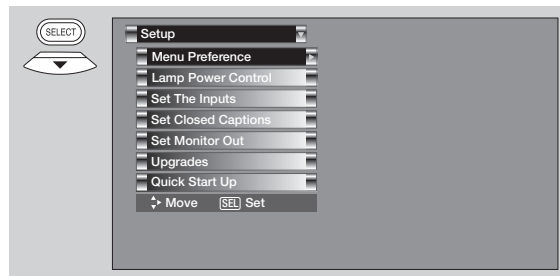 SELECT
Setup
Menu Preference
Lamp Power Control
Set The Inputs
Set Closed Captions
Set Monitor Out
Upgrades
Quick Start Up
Move SEL Set